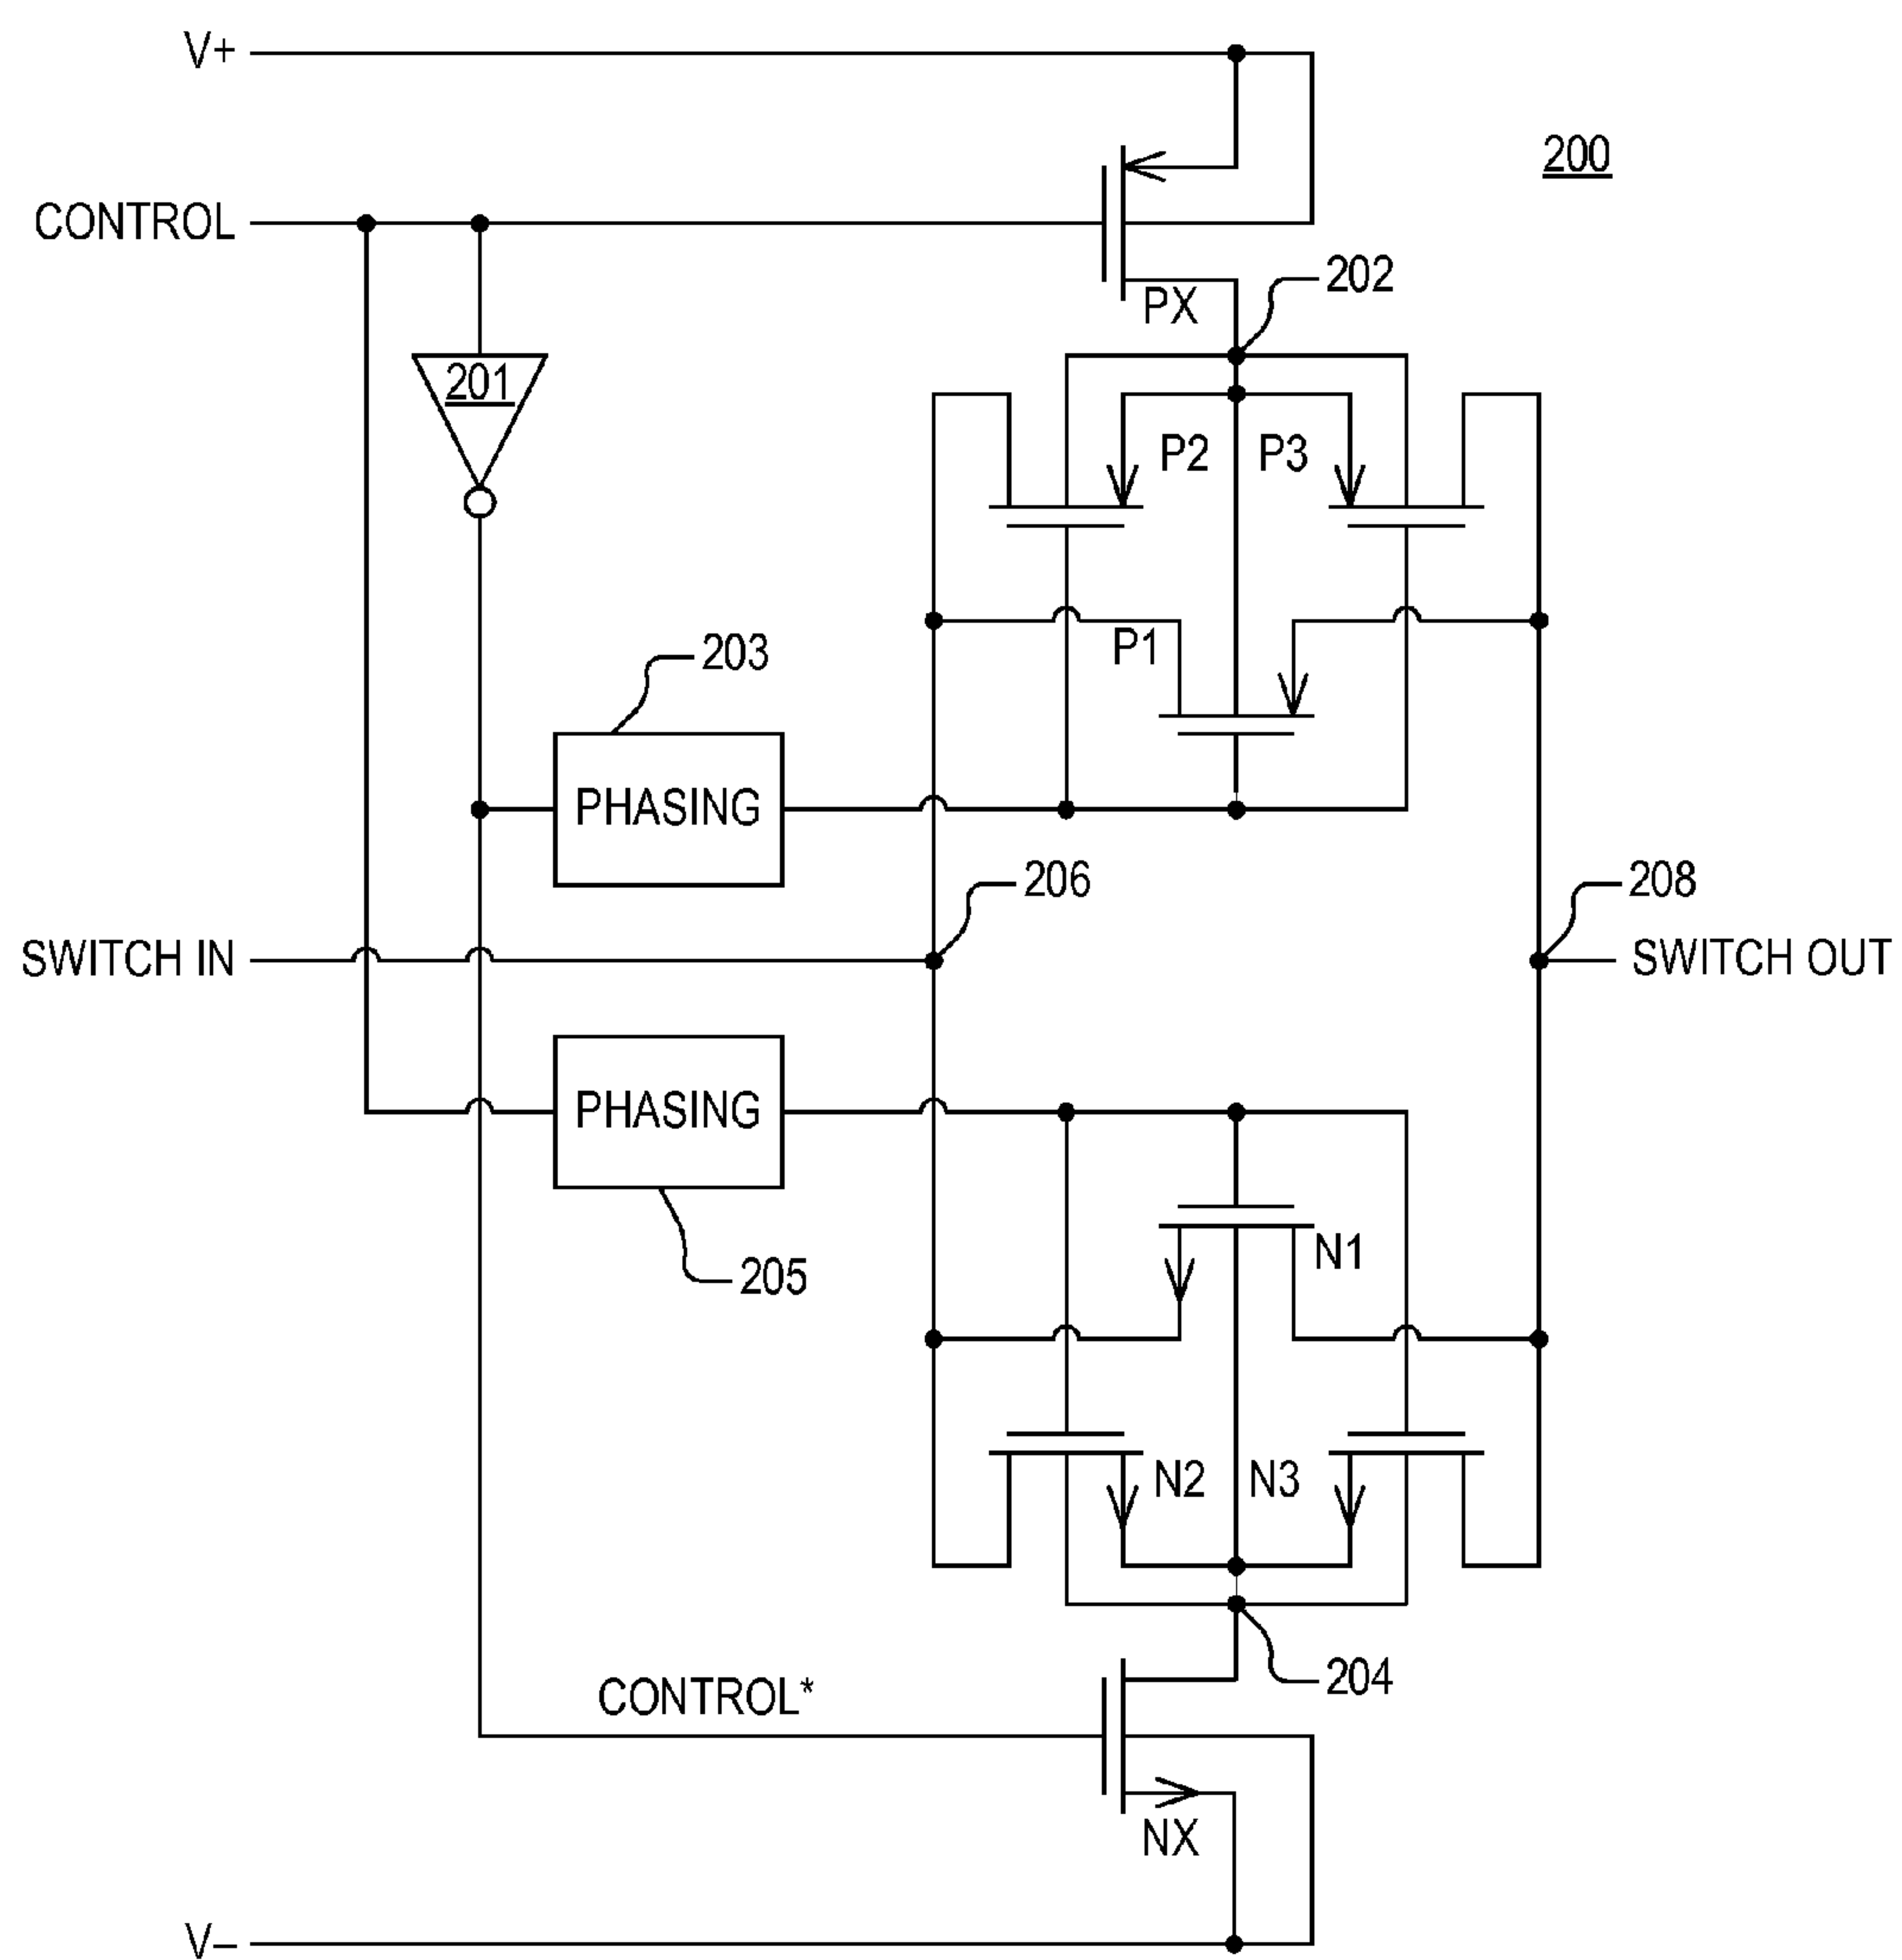 V+
200
CONTROL
202
PX
201
P2
P3
203
P1
PHASING
206
208
SWITCH IN
SWITCH OUT
PHASING
N1
205
N2
N3
204
CONTROL*
NX
V–